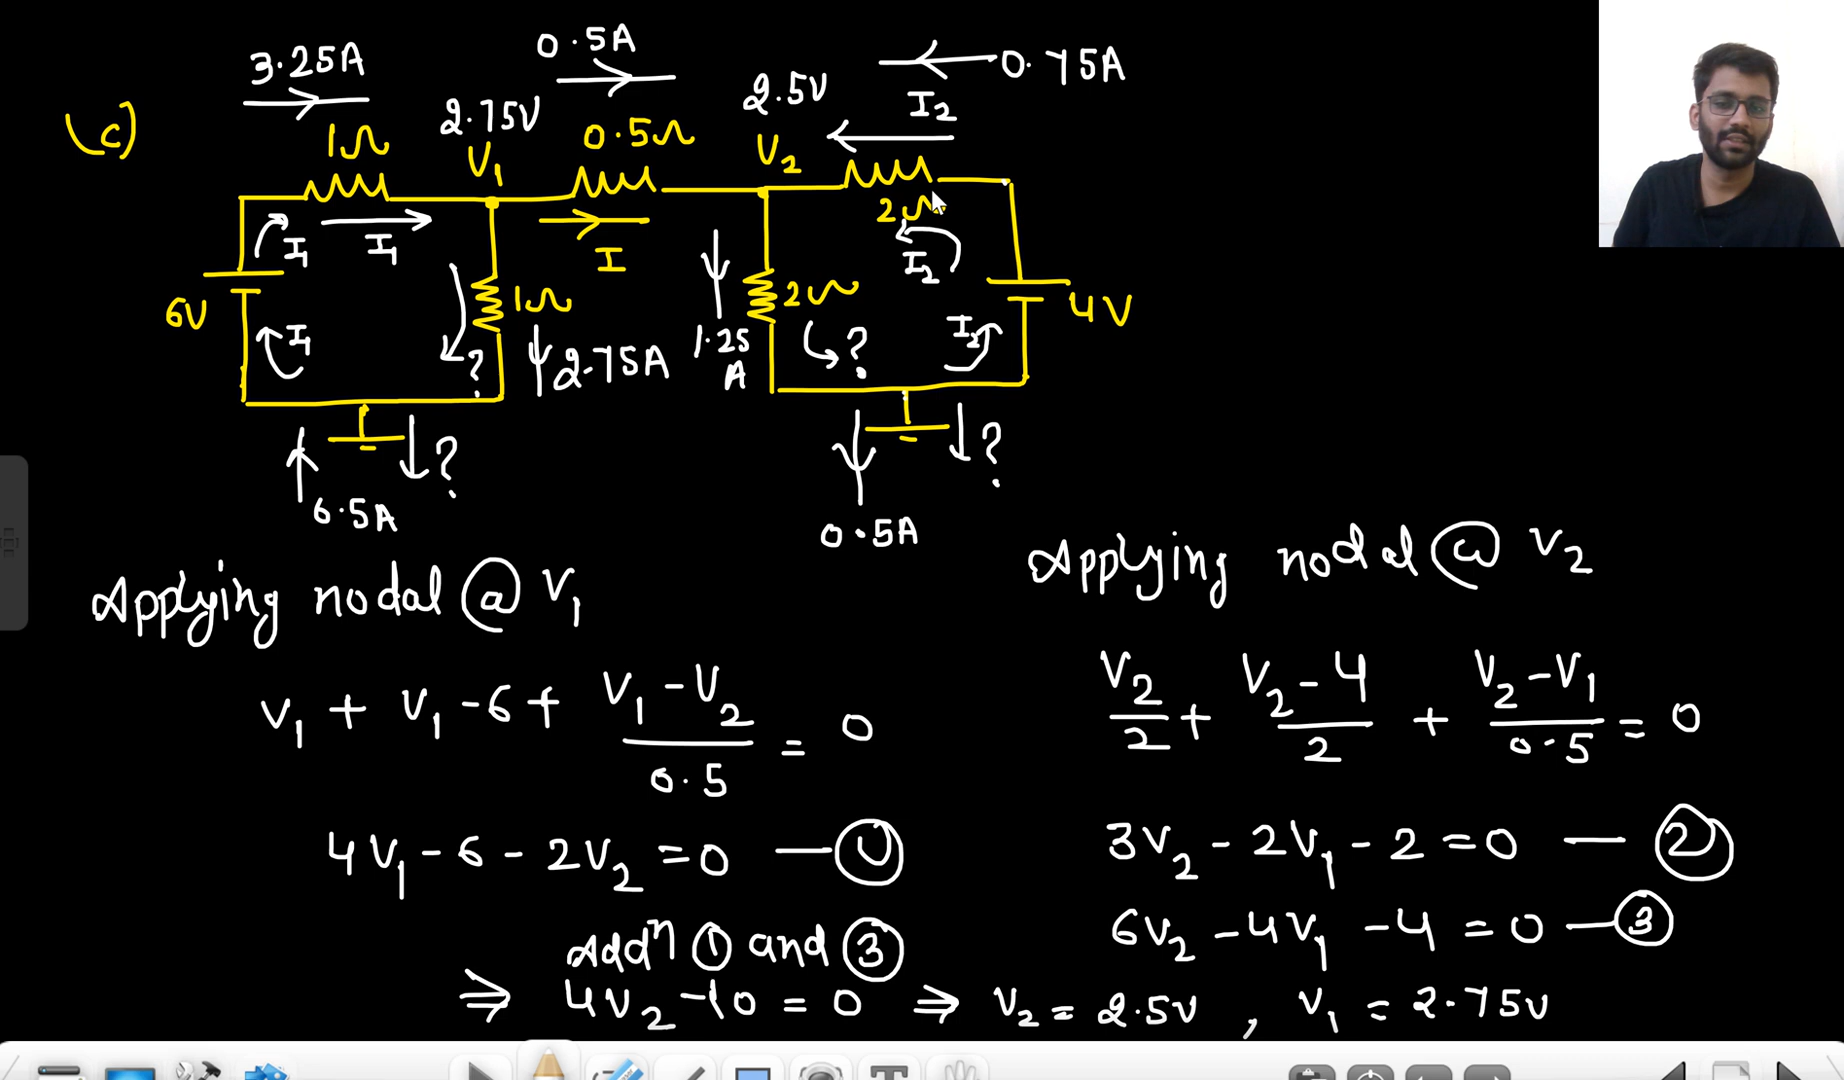 (c)
3.25A
0.5A
0.75A
I2
2.75V
2.5V
1Ω
V1
0.5Ω
V2
2Ω
I1
I1
I
I2
6V
1Ω
2Ω
4V
I1
?
2.75A
1.25
A
?
I2
?
?
6.5A
0.5A
Applying nodal @ V1
V1 + V1 - 6 + (V1 - V2)/0.5 = 0
4V1 - 6 - 2V2 = 0 — ①
Addn ① and ③
⇒ 4V2 - 10 = 0 ⇒ V2 = 2.5V , V1 = 2.75V
Applying nodal @ V2
V2/2 + (V2 - 4)/2 + (V2 - V1)/0.5 = 0
3V2 - 2V1 - 2 = 0 — ②
6V2 - 4V1 - 4 = 0 — ③